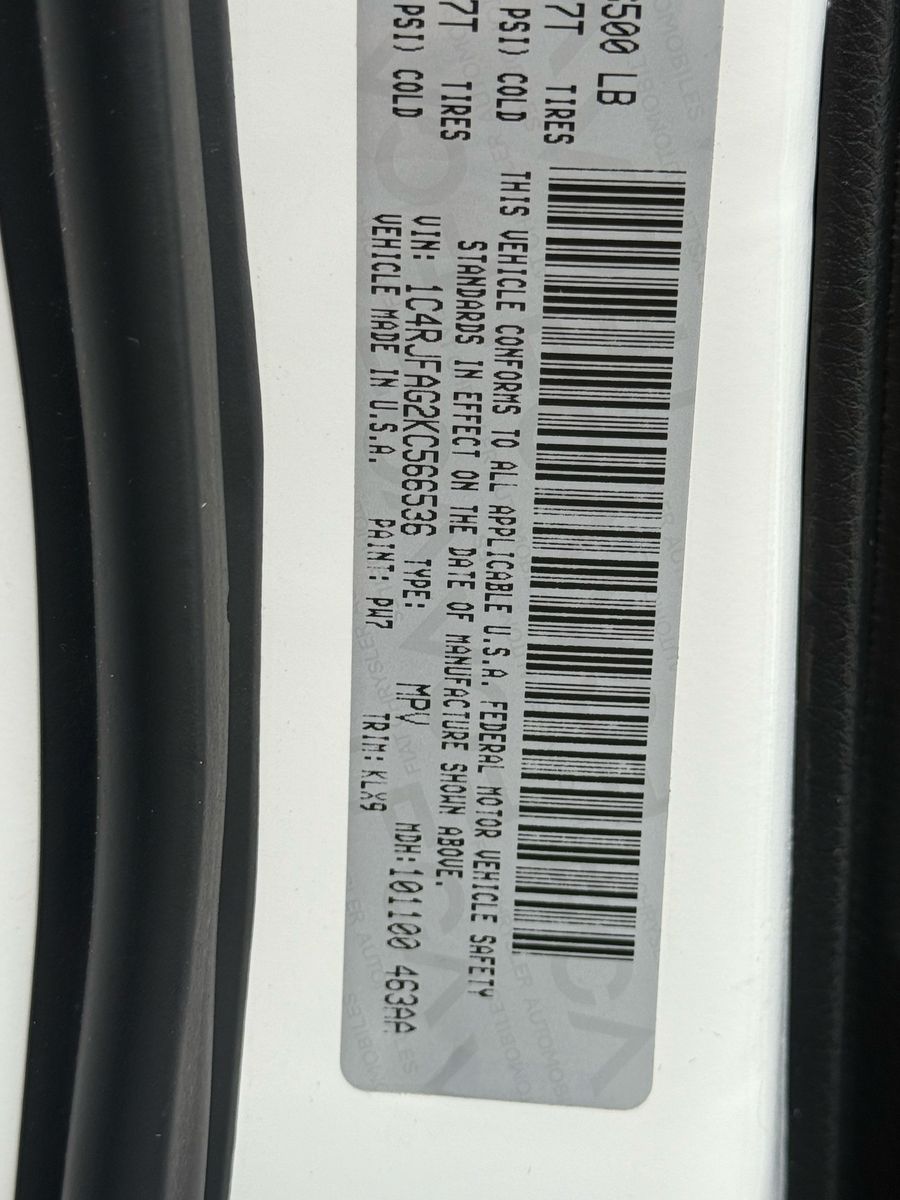 500 LB
7T TIRES
PSI) COLD
7T TIRES
PSI) COLD
THIS VEHICLE CONFORMS TO ALL APPLICABLE U.S.A. FEDERAL MOTOR VEHICLE SAFETY
STANDARDS IN EFFECT ON THE DATE OF MANUFACTURE SHOWN ABOVE.
VIN: 1C4RJFAG2KC566536 TYPE: MPV MDH:101100 463AA
VEHICLE MADE IN U.S.A. PAINT: PW7 TRIM:KLX9